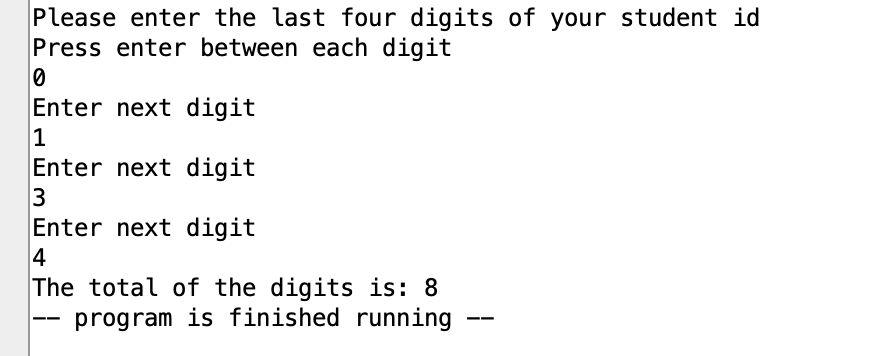 Please enter the last four digits of your student id
Press enter between each digit
0
Enter next digit
1
Enter next digit
3
Enter next digit
4
The total of the digits is: 8
-- program is finished running --